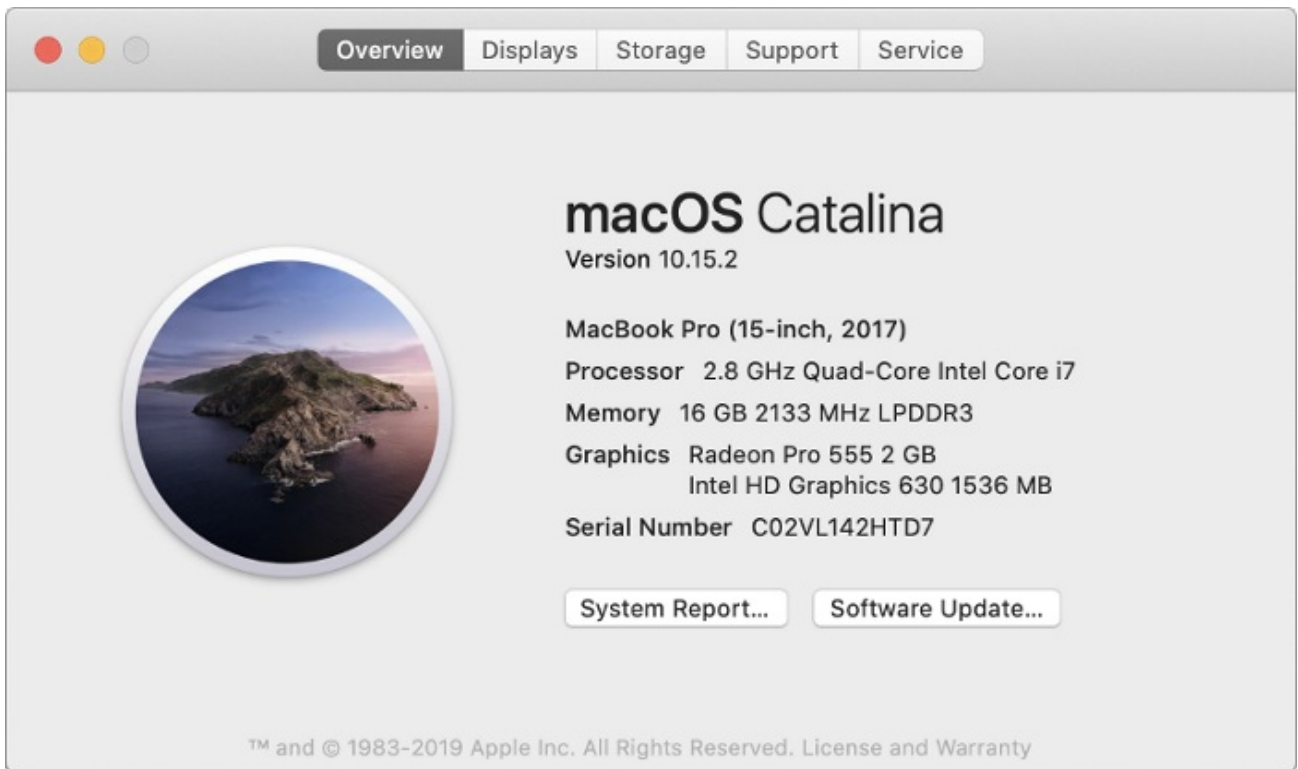 Overview Displays Storage Support Service
macOS Catalina
Version 10.15.2
MacBook Pro (15-inch, 2017)
Processor 2.8 GHz Quad-Core Intel Core i7
Memory 16 GB 2133 MHz LPDDR3
Graphics Radeon Pro 555 2 GB
Intel HD Graphics 630 1536 MB
Serial Number C02VL142HTD7
System Report... Software Update...
™ and © 1983-2019 Apple Inc. All Rights Reserved. License and Warranty